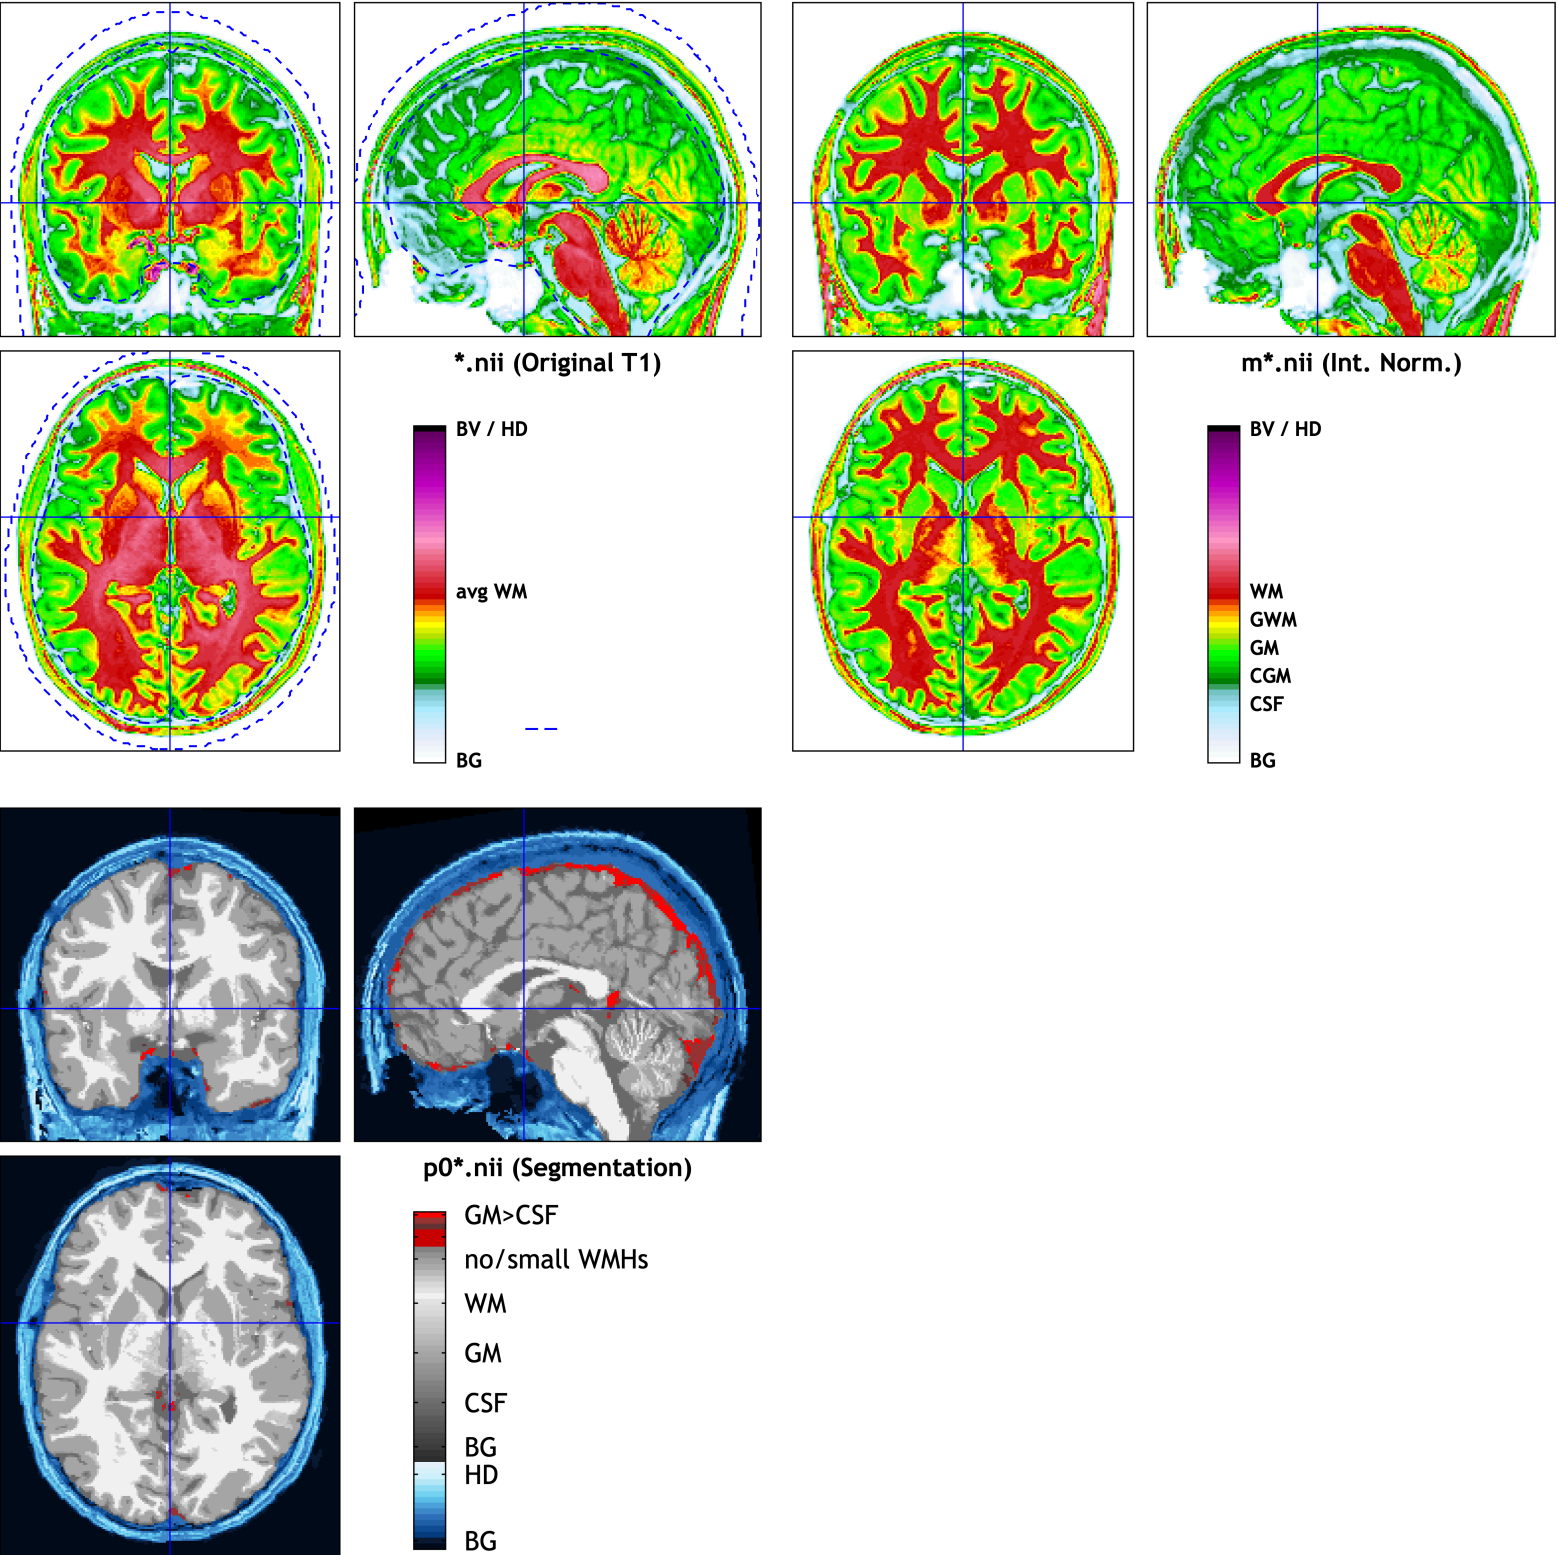 *.nii (Original T1)
BV / HD
avg WM
BG
m*.nii (Int. Norm.)
BV / HD
WM
GWM
GM
CGM
CSF
BG
p0*.nii (Segmentation)
GM>CSF
no/small WMHs
WM
GM
CSF
BG
HD
BG